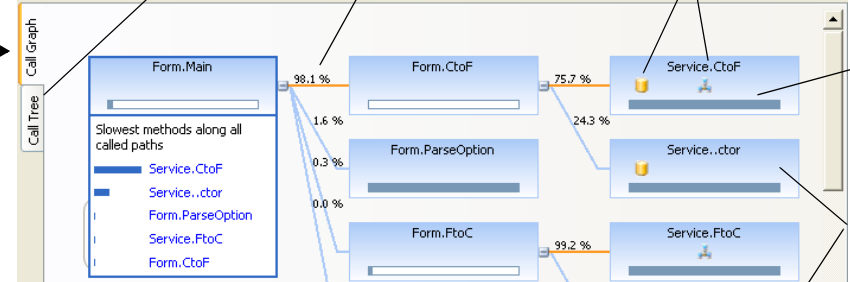 Call Graph
Call Tree
Form.Main
98.1 %
Form.CtoF
75.7 %
Service.CtoF
1.6 %
24.3 %
Slowest methods along all
called paths
Form.ParseOption
Service..ctor
0.3 %
Service.CtoF
Service..ctor
0.0 %
Form.ParseOption
Form.FtoC
99.2 %
Service.FtoC
Service.FtoC
Form.CtoF